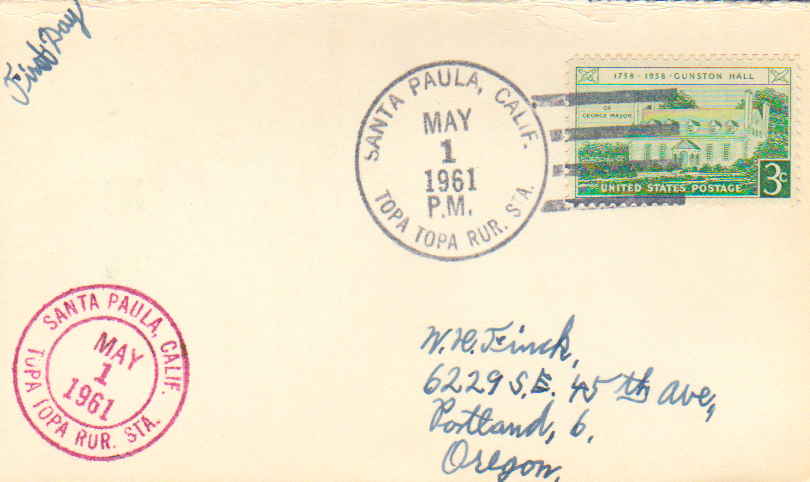 First Day
SANTA PAULA, CALIF.
MAY
1
1961
P.M.
TOPA TOPA RUR. STA.
1758 - 1958 - GUNSTON HALL
OF
GEORGE MASON
UNITED STATES POSTAGE
3c
SANTA PAULA, CALIF.
MAY
1
1961
TOPA TOPA RUR. STA.
W. H. Finck,
6229 S.E. 45th Ave,
Portland, 6,
Oregon,